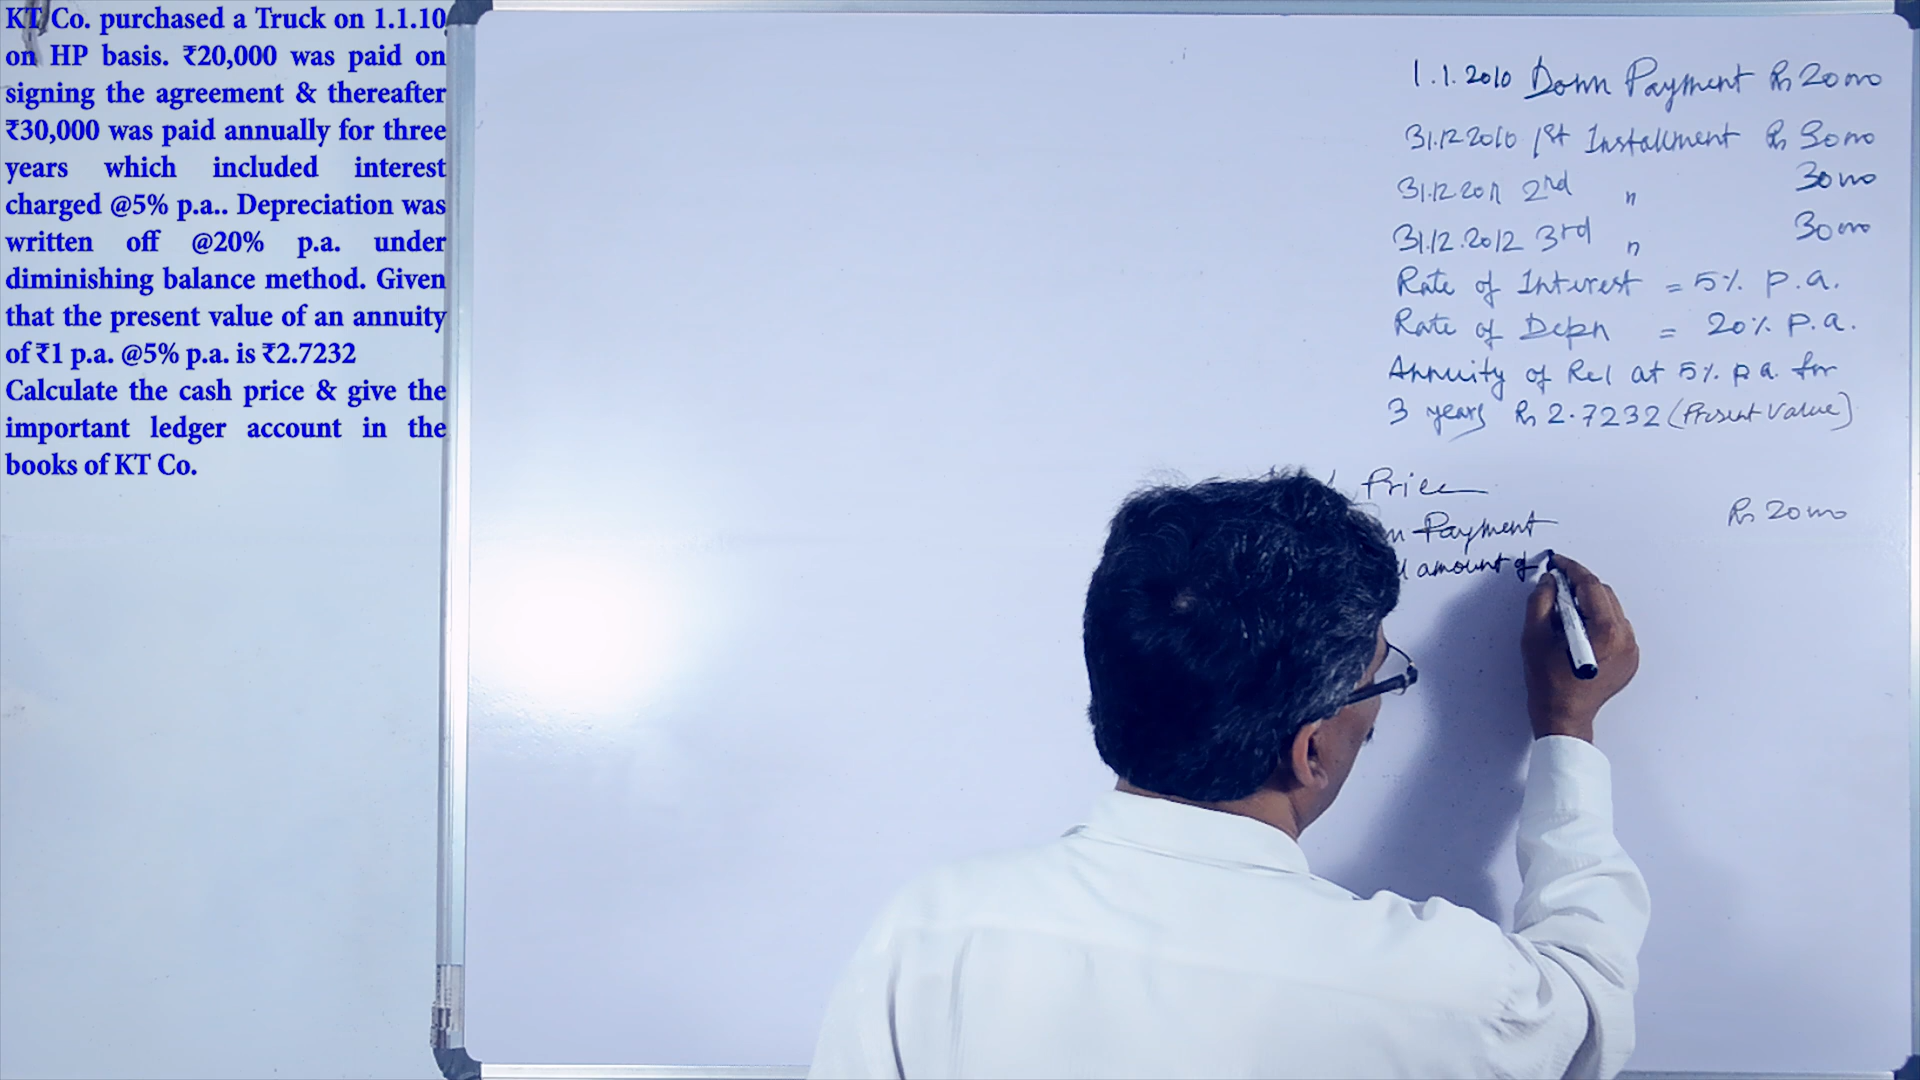 KT Co. purchased a Truck on 1.1.10
on HP basis. ₹20,000 was paid on
signing the agreement & thereafter
₹30,000 was paid annually for three
years which included interest
charged @5% p.a.. Depreciation was
written off @20% p.a. under
diminishing balance method. Given
that the present value of an annuity
of ₹1 p.a. @5% p.a. is ₹2.7232
Calculate the cash price & give the
important ledger account in the
books of KT Co.
1.1.2010 Down Payment Rs 20000
31.12.2010 1st Installment Rs 30000
31.12.2011 2nd " 30000
31.12.2012 3rd " 30000
Rate of Interest = 5% p.a.
Rate of Depn = 20% p.a.
Annuity of Re1 at 5% p.a. for
3 years Rs 2.7232 (Present Value)
Price
Payment Rs 20000
amount of